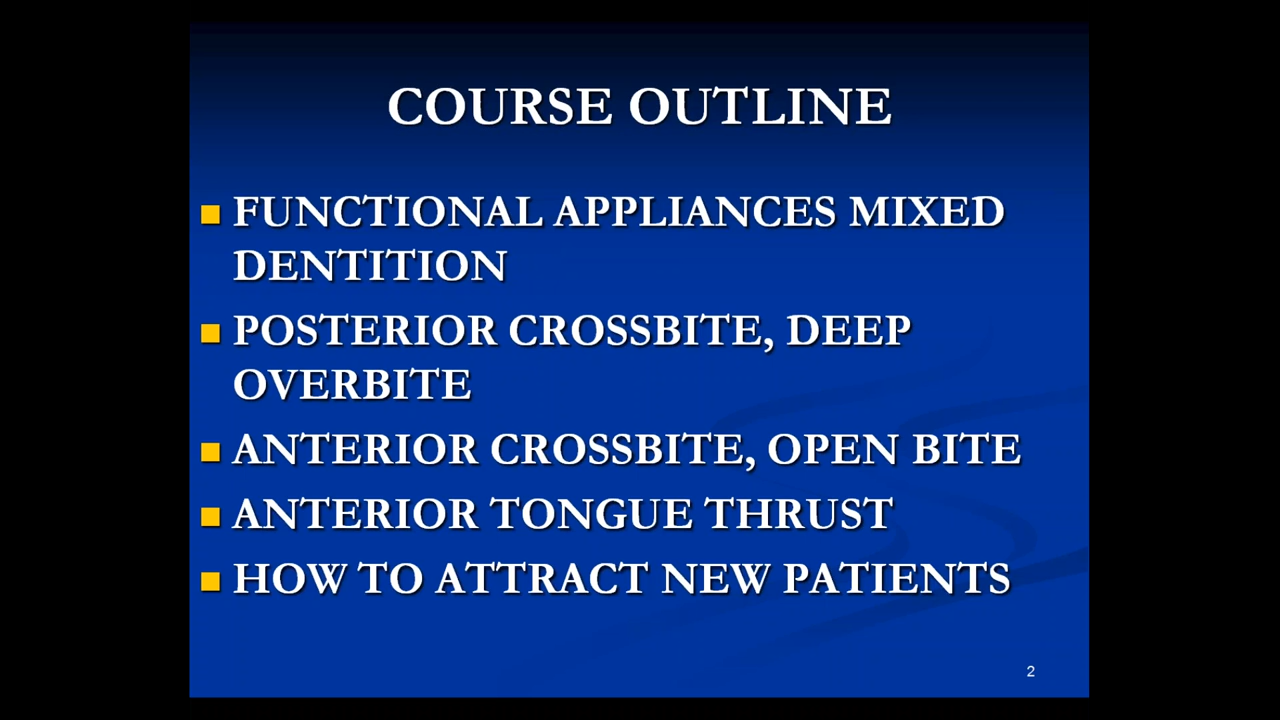 COURSE OUTLINE
FUNCTIONAL APPLIANCES MIXED
DENTITION
POSTERIOR CROSSBITE, DEEP
OVERBITE
ANTERIOR CROSSBITE, OPEN BITE
ANTERIOR TONGUE THRUST
HOW TO ATTRACT NEW PATIENTS
2